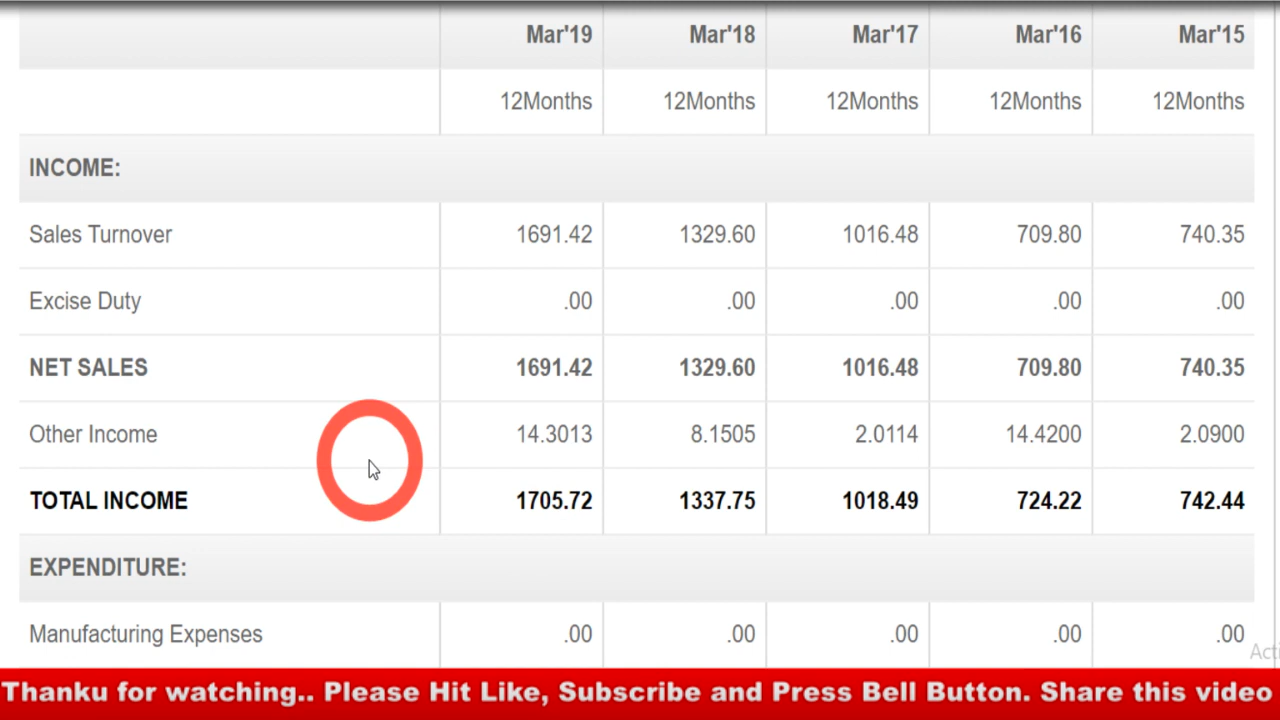 Mar'19 Mar'18 Mar'17 Mar'16 Mar'15
12Months 12Months 12Months 12Months 12Months
INCOME:
Sales Turnover 1691.42 1329.60 1016.48 709.80 740.35
Excise Duty .00 .00 .00 .00 .00
NET SALES 1691.42 1329.60 1016.48 709.80 740.35
Other Income 14.3013 8.1505 2.0114 14.4200 2.0900
TOTAL INCOME 1705.72 1337.75 1018.49 724.22 742.44
EXPENDITURE:
Manufacturing Expenses .00 .00 .00 .00 .00
Thanku for watching.. Please Hit Like, Subscribe and Press Bell Button. Share this video